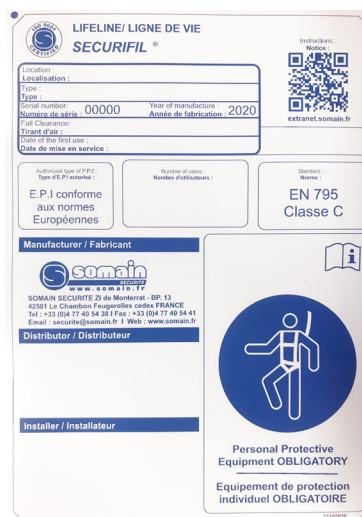 ISO 9001
CERTIFIED
LIFELINE/ LIGNE DE VIE
SECURIFIL ®
Instructions :
Notice :
extranet.somain.fr
Location :
Localisation :
Type :
Type :
Serial number:
Numéro de série : 00000
Year of manufacture :
Année de fabrication : 2020
Fall Clearance:
Tirant d'air :
Date of the first use :
Date de mise en service :
Authorized type of P.P.E:
Type d'E.P.I autorisé :
E.P.I conforme
aux normes
Européennes
Number of users :
Nombre d'utilisateurs :
Standard :
Norme :
EN 795
Classe C
Manufacturer / Fabricant
somain
SECURITE
www.somain.fr
SOMAIN SECURITE ZI de Monterrat - BP. 13
42501 Le Chambon Feugerolles cedex FRANCE
Tel : +33 (0)4 77 40 54 38 I Fax : +33 (0)4 77 40 54 41
Email : securite@somain.fr I Web : www.somain.fr
Distributor / Distributeur
Installer / Installateur
i
Personal Protective
Equipment OBLIGATORY
Equipement de protection
individuel OBLIGATOIRE